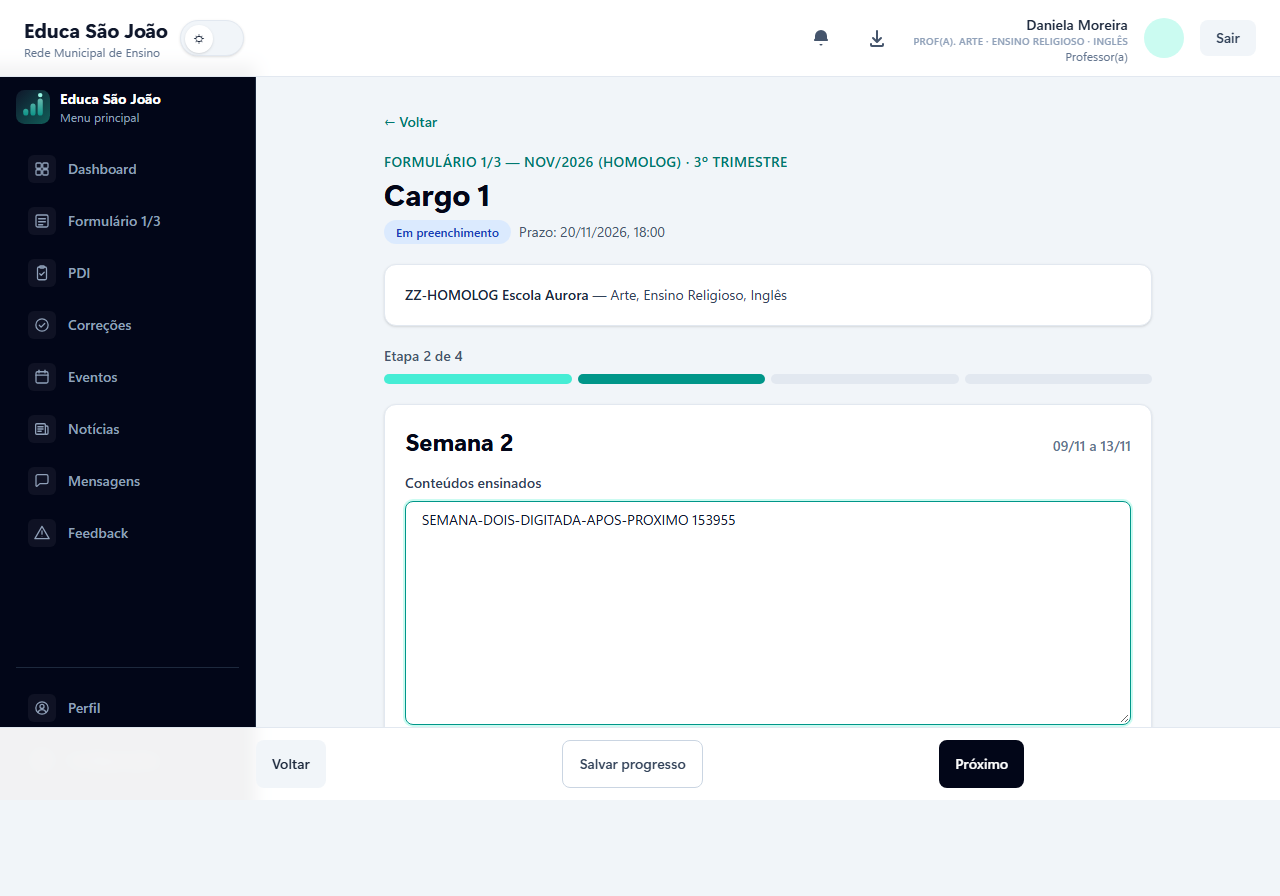 Educa São João
Rede Municipal de Ensino
Daniela Moreira
PROF(A). ARTE · ENSINO RELIGIOSO · INGLÊS
Professor(a)
Sair
Educa São João
Menu principal
Dashboard
Formulário 1/3
PDI
Correções
Eventos
Notícias
Mensagens
Feedback
Perfil
← Voltar
FORMULÁRIO 1/3 — NOV/2026 (HOMOLOG) · 3º TRIMESTRE
Cargo 1
Em preenchimento Prazo: 20/11/2026, 18:00
ZZ-HOMOLOG Escola Aurora — Arte, Ensino Religioso, Inglês
Etapa 2 de 4
Semana 2
09/11 a 13/11
Conteúdos ensinados
SEMANA-DOIS-DIGITADA-APOS-PROXIMO 153955
Voltar
Salvar progresso
Próximo